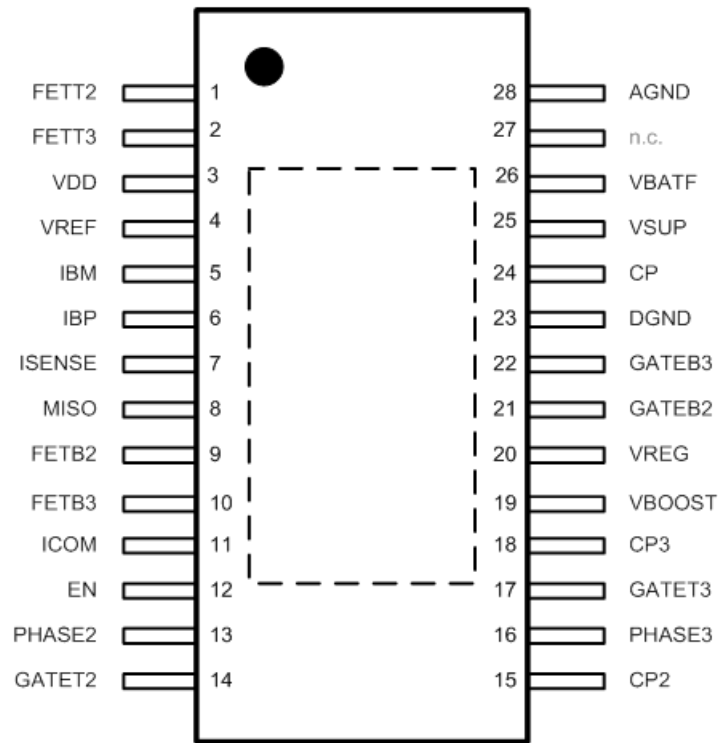 FETT2 1 28 AGND
FETT3 2 27 n.c.
VDD 3 26 VBATF
VREF 4 25 VSUP
IBM 5 24 CP
IBP 6 23 DGND
ISENSE 7 22 GATEB3
MISO 8 21 GATEB2
FETB2 9 20 VREG
FETB3 10 19 VBOOST
ICOM 11 18 CP3
EN 12 17 GATET3
PHASE2 13 16 PHASE3
GATET2 14 15 CP2